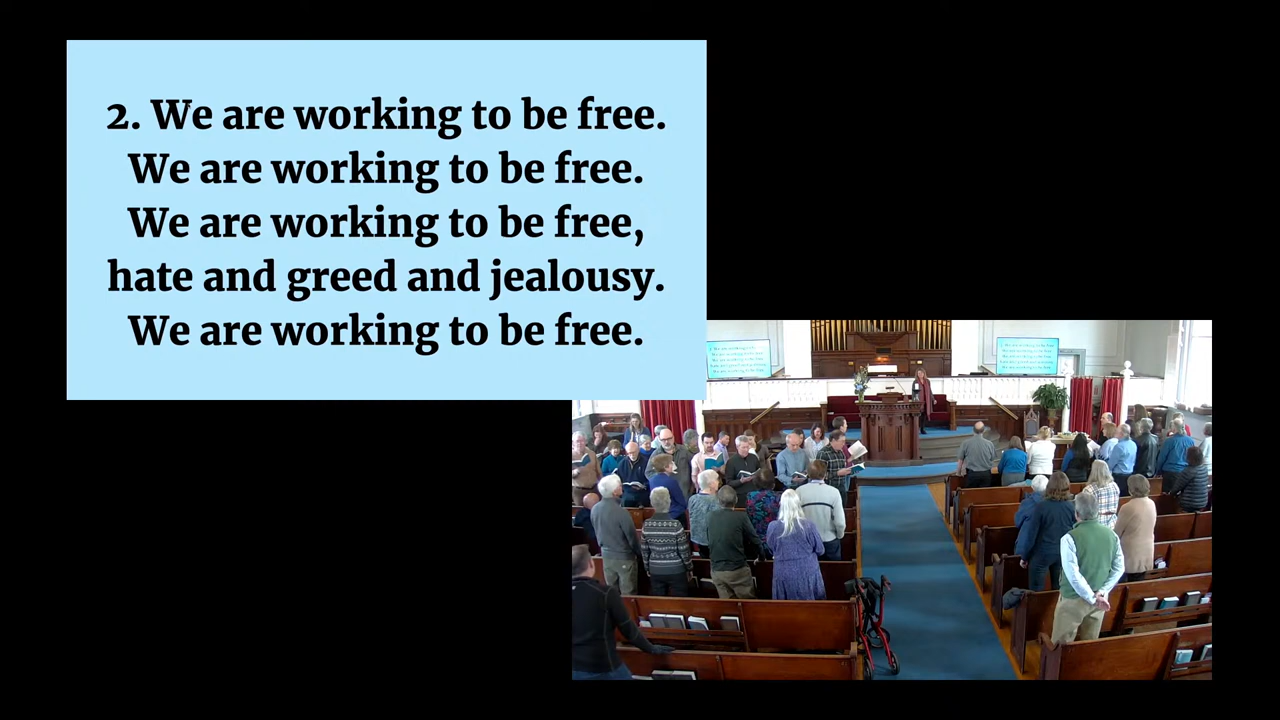 2. We are working to be free.
We are working to be free.
We are working to be free,
hate and greed and jealousy.
We are working to be free.